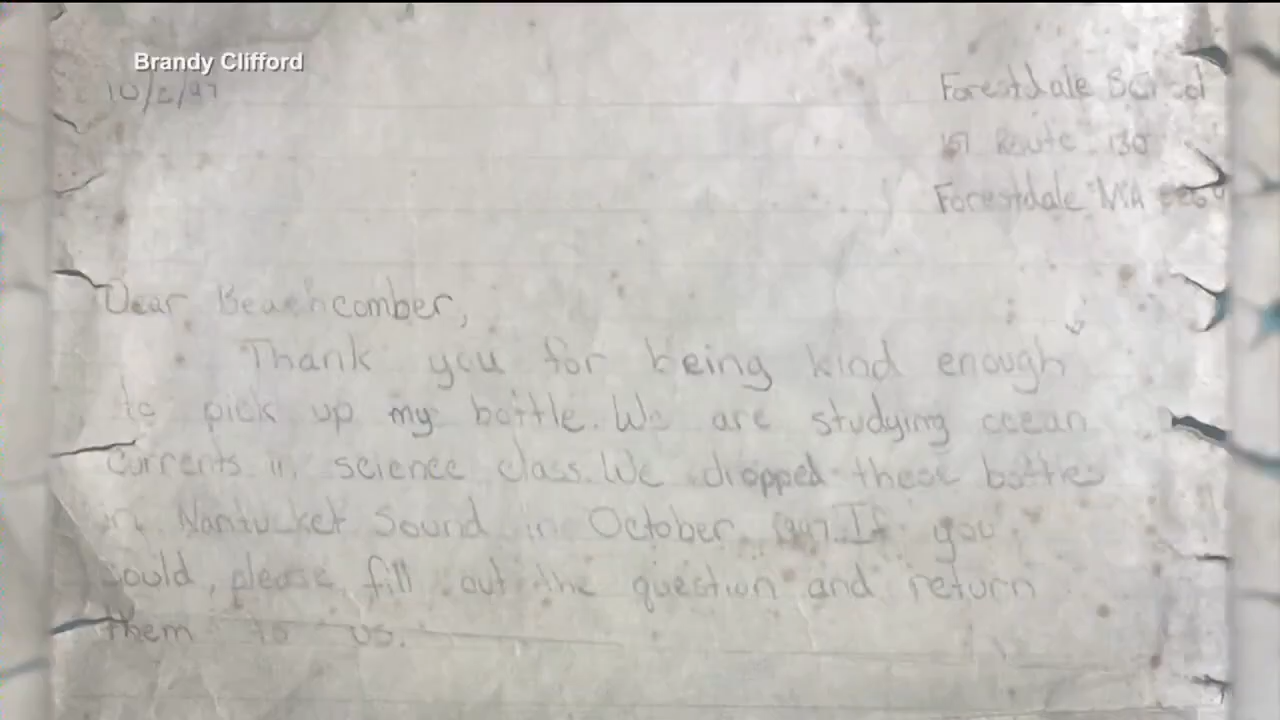 Brandy Clifford
10/2/97
Forestdale School
151 Route 130
Forestdale MA
Dear Beachcomber,
Thank you for being kind enough
to pick up my bottle. We are studying ocean
currents in science class. We dropped these bottles
in Nantucket Sound in October 1997. If you
could, please fill out the question and return
them to us.